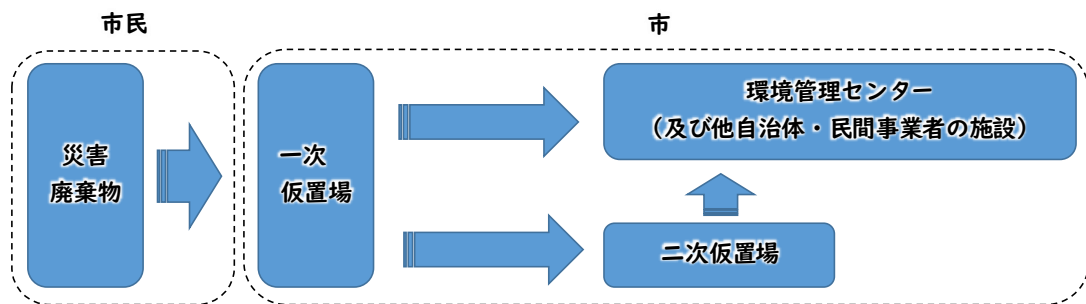 市民
市
災害
廃棄物
一次
仮置場
環境管理センター
（及び他自治体・民間事業者の施設）
二次仮置場